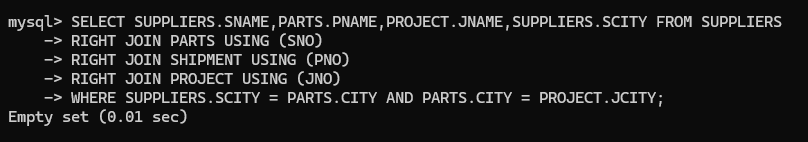 mysql> SELECT SUPPLIERS.SNAME,PARTS.PNAME,PROJECT.JNAME,SUPPLIERS.SCITY FROM SUPPLIERS
    -> RIGHT JOIN PARTS USING (SNO)
    -> RIGHT JOIN SHIPMENT USING (PNO)
    -> RIGHT JOIN PROJECT USING (JNO)
    -> WHERE SUPPLIERS.SCITY = PARTS.CITY AND PARTS.CITY = PROJECT.JCITY;
Empty set (0.01 sec)